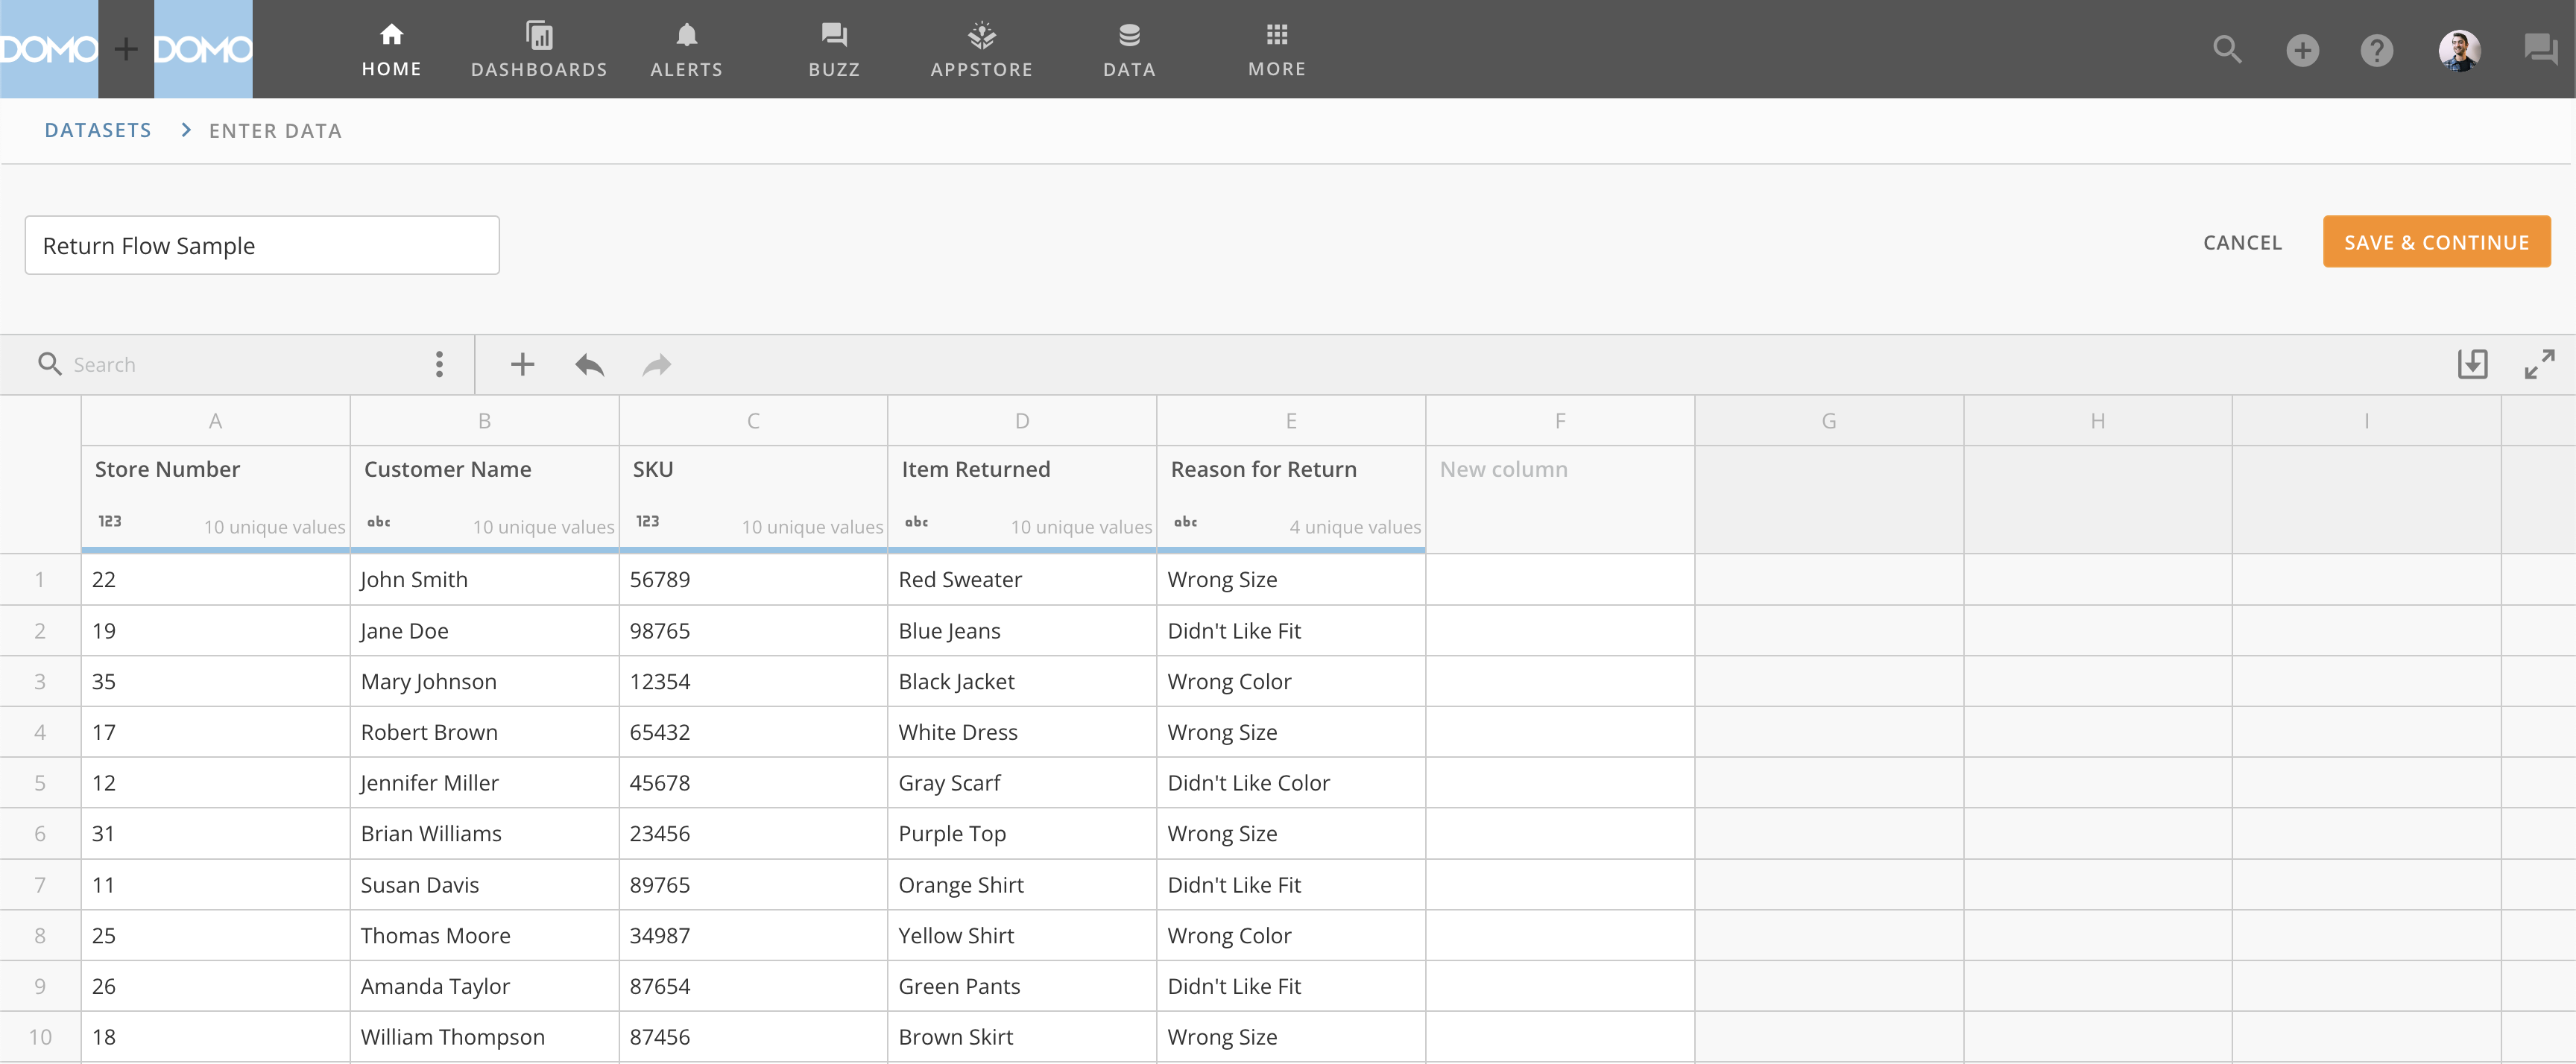 DOMO + DOMO HOME DASHBOARDS ALERTS BUZZ APPSTORE DATA MORE
DATASETS > ENTER DATA
Return Flow Sample CANCEL SAVE & CONTINUE
Search
A B C D E F G H I
Store Number Customer Name SKU Item Returned Reason for Return New column
123 10 unique values abc 10 unique values 123 10 unique values abc 10 unique values abc 4 unique values
1 22 John Smith 56789 Red Sweater Wrong Size
2 19 Jane Doe 98765 Blue Jeans Didn't Like Fit
3 35 Mary Johnson 12354 Black Jacket Wrong Color
4 17 Robert Brown 65432 White Dress Wrong Size
5 12 Jennifer Miller 45678 Gray Scarf Didn't Like Color
6 31 Brian Williams 23456 Purple Top Wrong Size
7 11 Susan Davis 89765 Orange Shirt Didn't Like Fit
8 25 Thomas Moore 34987 Yellow Shirt Wrong Color
9 26 Amanda Taylor 87654 Green Pants Didn't Like Fit
10 18 William Thompson 87456 Brown Skirt Wrong Size